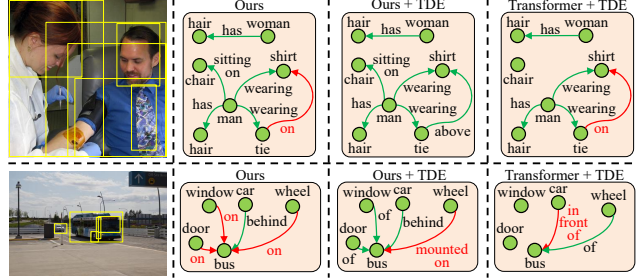 Ours
hair has woman
sitting on
shirt
chair
wearing
has
man
wearing
hair
tie
on
Ours + TDE
hair has woman
sitting on
shirt
chair
wearing
has
man
wearing
hair
tie
above
Transformer + TDE
hair has woman
shirt
chair
wearing
has
man
wearing
hair
tie
on
Ours
window car wheel
on
behind
door
on
bus
on
Ours + TDE
window car wheel
of
behind
door
of
bus
mounted on
Transformer + TDE
window car wheel
in front of
door
of
bus